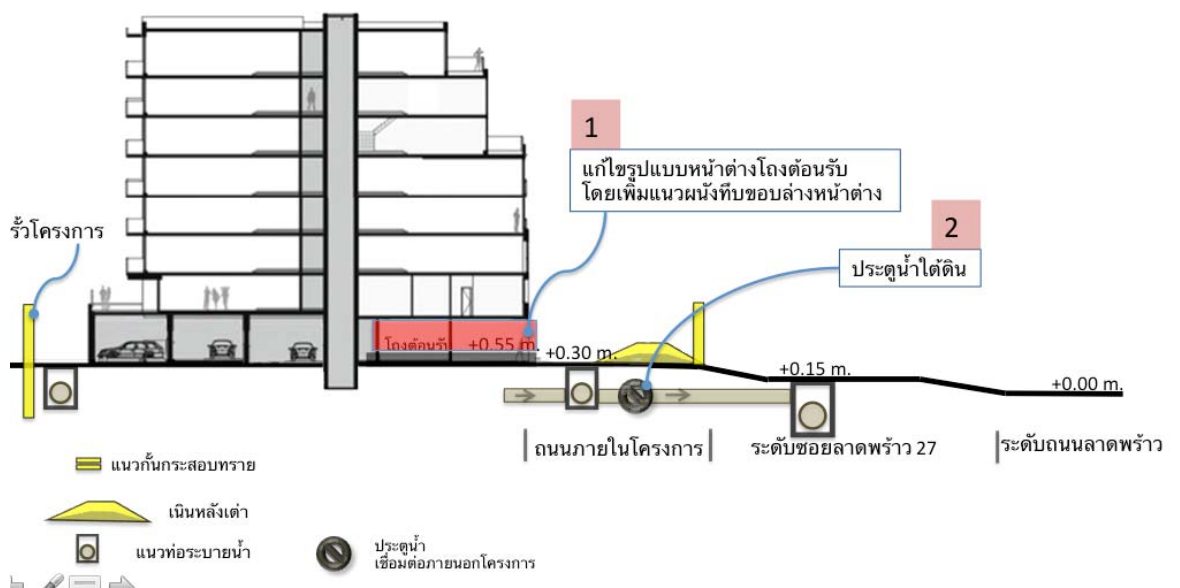 1
แก้ไขรูปแบบหน้าต่างโถงต้อนรับ
โดยเพิ่มแนวผนังทึบขอบล่างหน้าต่าง
2
ประตูน้ำใต้ดิน
รั้วโครงการ
โถงต้อนรับ
+0.55 m.
+0.30 m.
+0.15 m.
+0.00 m.
ถนนภายในโครงการ
ระดับซอยลาดพร้าว 27
ระดับถนนลาดพร้าว
แนวกั้นกระสอบทราย
เนินหลังเต่า
แนวท่อระบายน้ำ
ประตูน้ำ
เชื่อมต่อภายนอกโครงการ